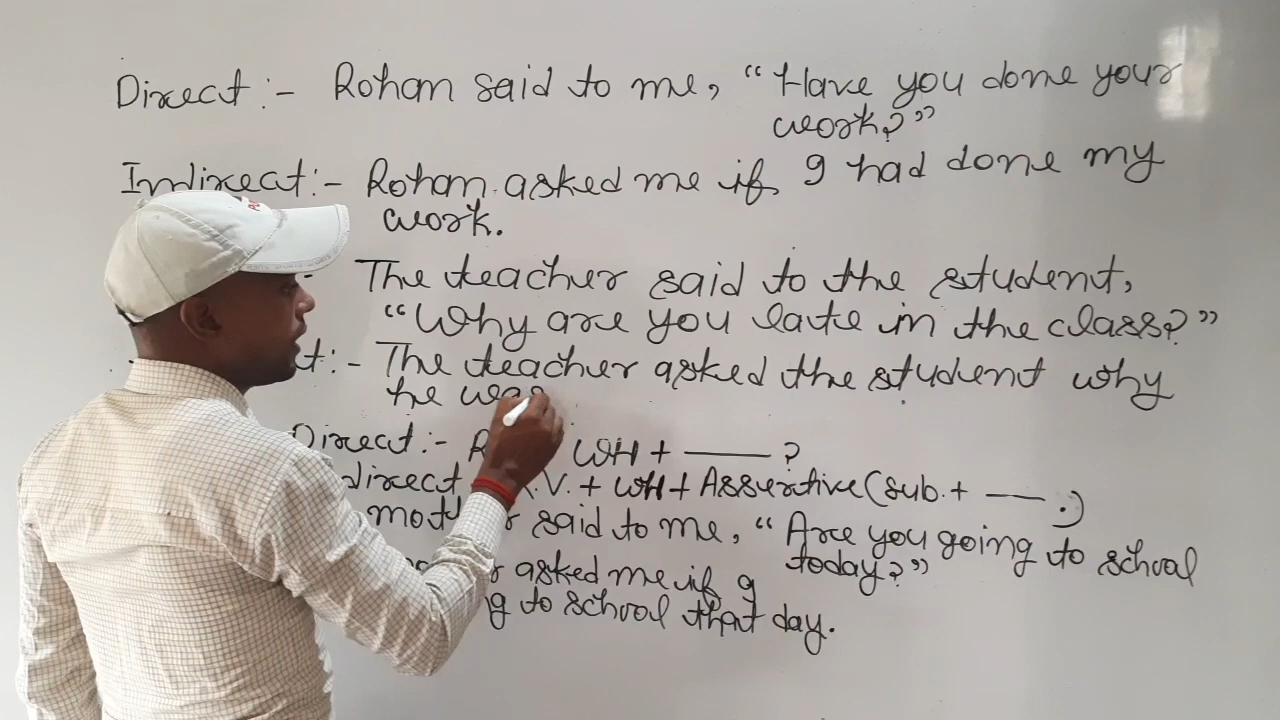 Direct :- Rohan said to me, "Have you done your
work?"
Indirect :- Rohan asked me if I had done my
work.
:- The teacher said to the student,
"Why are you late in the class?"
t :- The teacher asked the student why
he was
Direct :- R WH + ——— ?
direct .V. + WH + Assertive (sub. + —— .)
mother said to me, "Are you going to school
today?"
asked me if I
g to school that day.